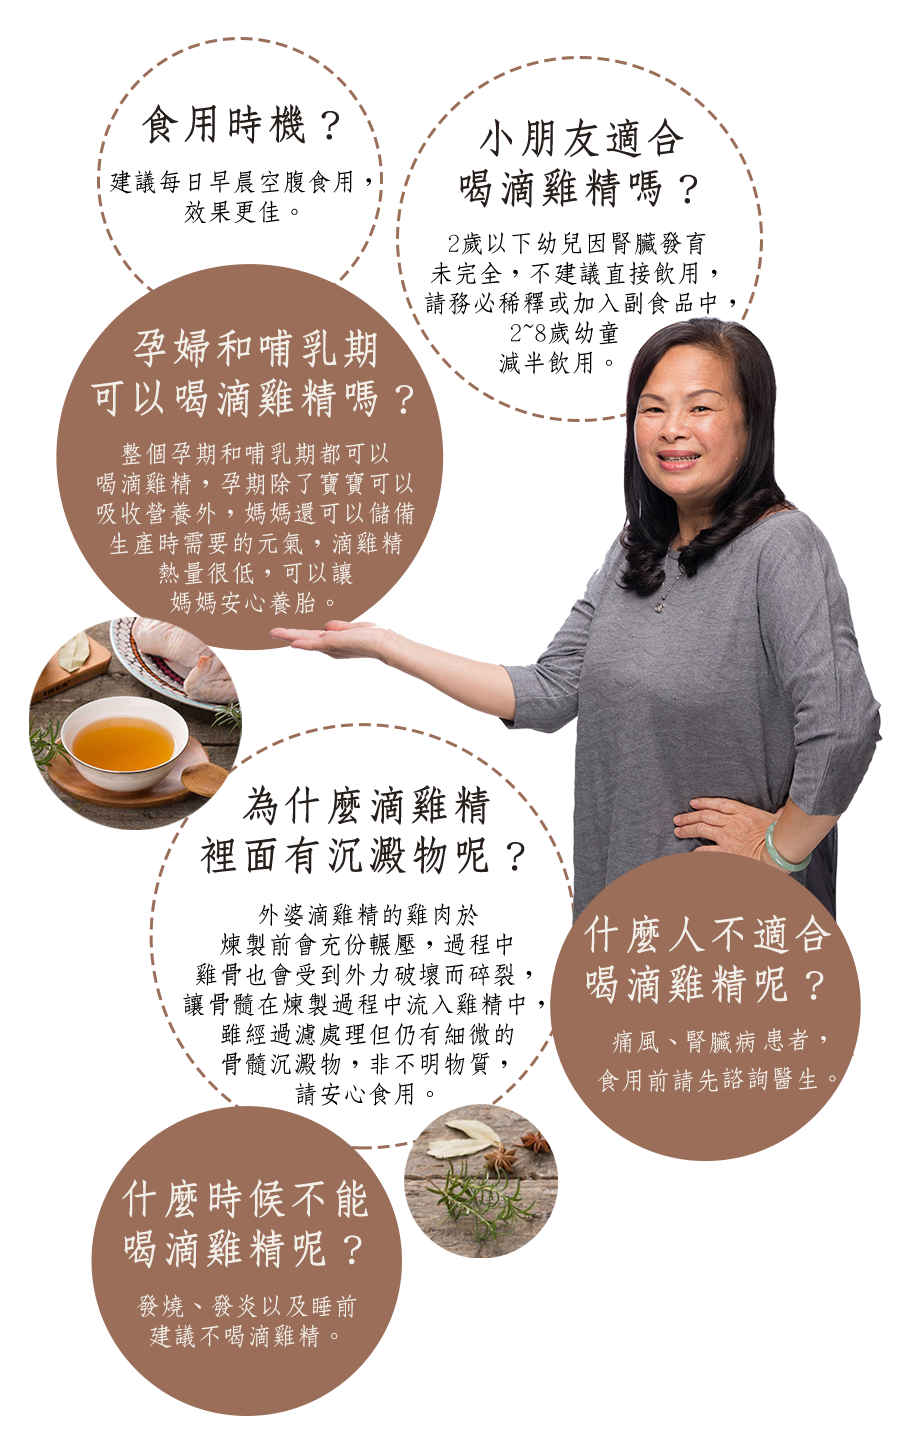 食用時機？
建議每日早晨空腹食用，
效果更佳。
小朋友適合
喝滴雞精嗎？
2歲以下幼兒因腎臟發育
未完全，不建議直接飲用，
請務必稀釋或加入副食品中，
2~8歲幼童
減半飲用。
孕婦和哺乳期
可以喝滴雞精嗎？
整個孕期和哺乳期都可以
喝滴雞精，孕期除了寶寶可以
吸收營養外，媽媽還可以儲備
生產時需要的元氣，滴雞精
熱量很低，可以讓
媽媽安心養胎。
為什麼滴雞精
裡面有沉澱物呢？
外婆滴雞精的雞肉於
煉製前會充份輾壓，過程中
雞骨也會受到外力破壞而碎裂，
讓骨髓在煉製過程中流入雞精中，
雖經過濾處理但仍有細微的
骨髓沉澱物，非不明物質，
請安心食用。
什麼人不適合
喝滴雞精呢？
痛風、腎臟病患者，
食用前請先諮詢醫生。
什麼時候不能
喝滴雞精呢？
發燒、發炎以及睡前
建議不喝滴雞精。